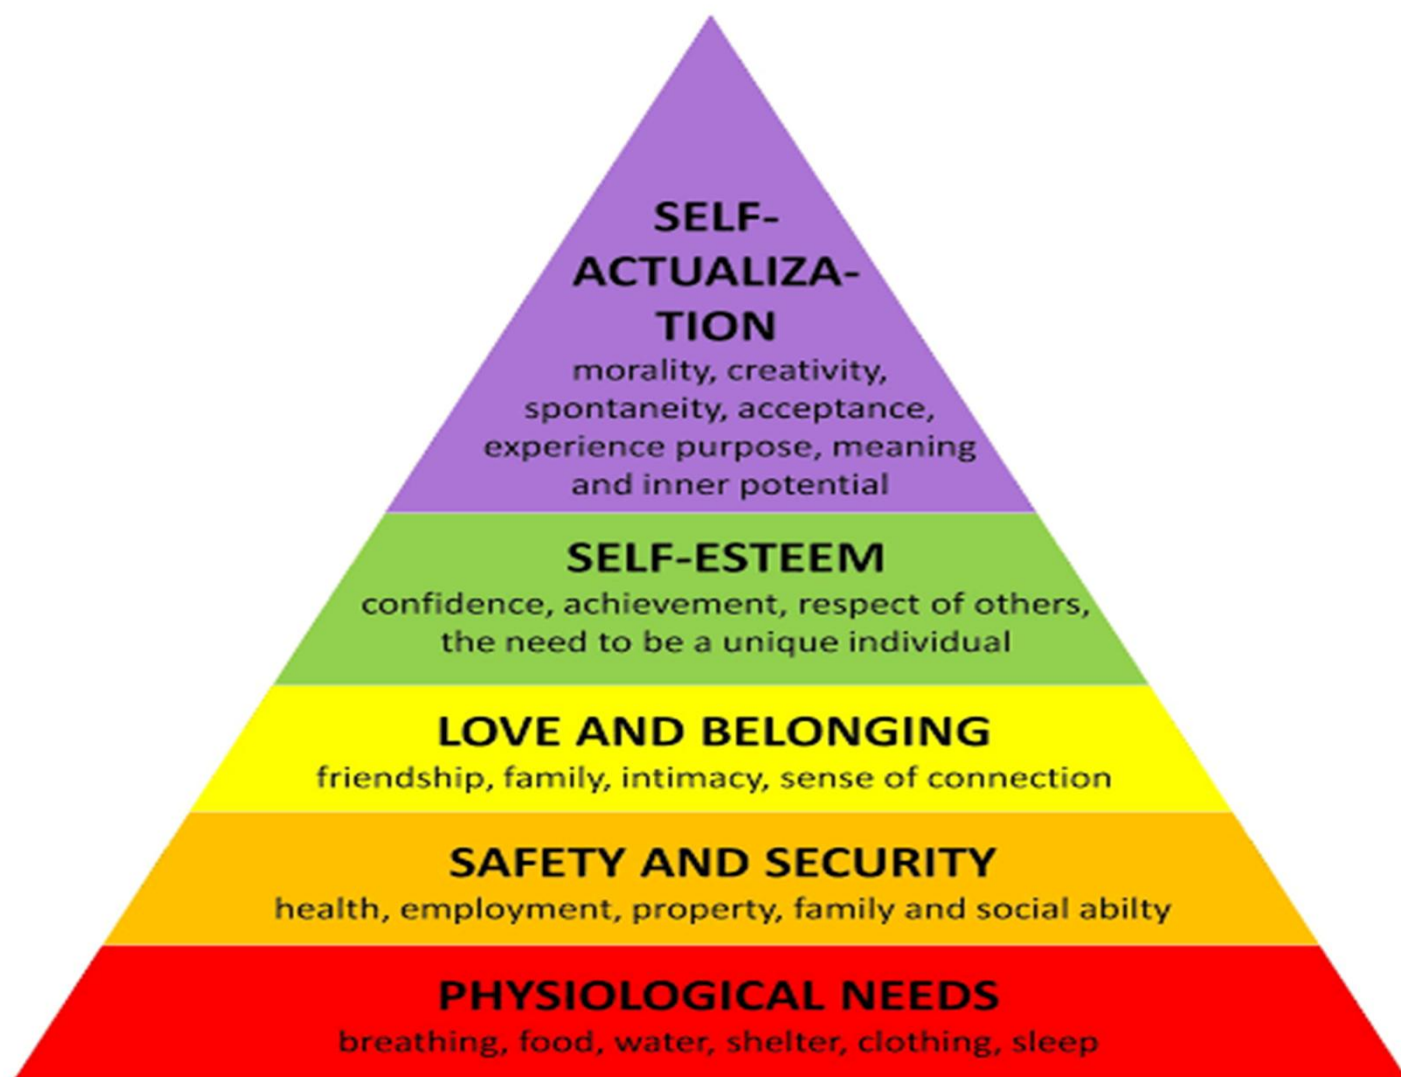 SELF-
ACTUALIZA-
TION
morality, creativity,
spontaneity, acceptance,
experience purpose, meaning
and inner potential
SELF-ESTEEM
confidence, achievement, respect of others,
the need to be a unique individual
LOVE AND BELONGING
friendship, family, intimacy, sense of connection
SAFETY AND SECURITY
health, employment, property, family and social abilty
PHYSIOLOGICAL NEEDS
breathing, food, water, shelter, clothing, sleep